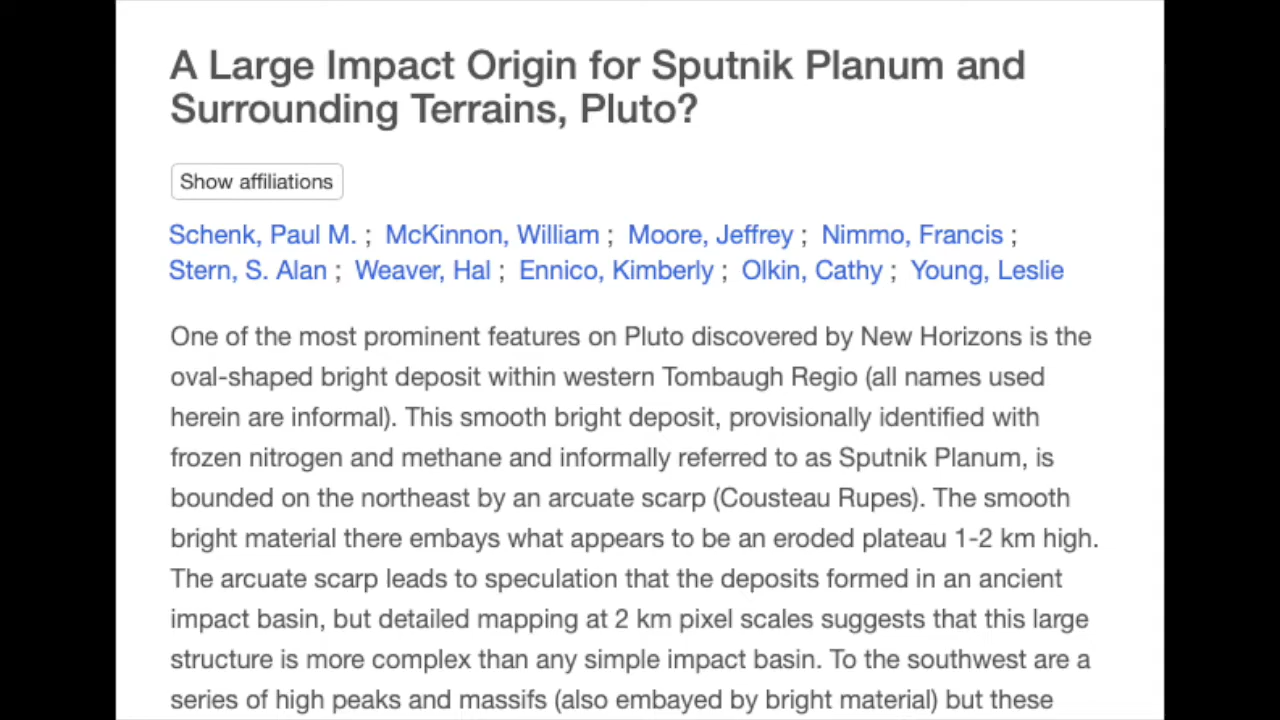 A Large Impact Origin for Sputnik Planum and
Surrounding Terrains, Pluto?
Show affiliations
Schenk, Paul M. ; McKinnon, William ; Moore, Jeffrey ; Nimmo, Francis ;
Stern, S. Alan ; Weaver, Hal ; Ennico, Kimberly ; Olkin, Cathy ; Young, Leslie
One of the most prominent features on Pluto discovered by New Horizons is the
oval-shaped bright deposit within western Tombaugh Regio (all names used
herein are informal). This smooth bright deposit, provisionally identified with
frozen nitrogen and methane and informally referred to as Sputnik Planum, is
bounded on the northeast by an arcuate scarp (Cousteau Rupes). The smooth
bright material there embays what appears to be an eroded plateau 1-2 km high.
The arcuate scarp leads to speculation that the deposits formed in an ancient
impact basin, but detailed mapping at 2 km pixel scales suggests that this large
structure is more complex than any simple impact basin. To the southwest are a
series of high peaks and massifs (also embayed by bright material) but these